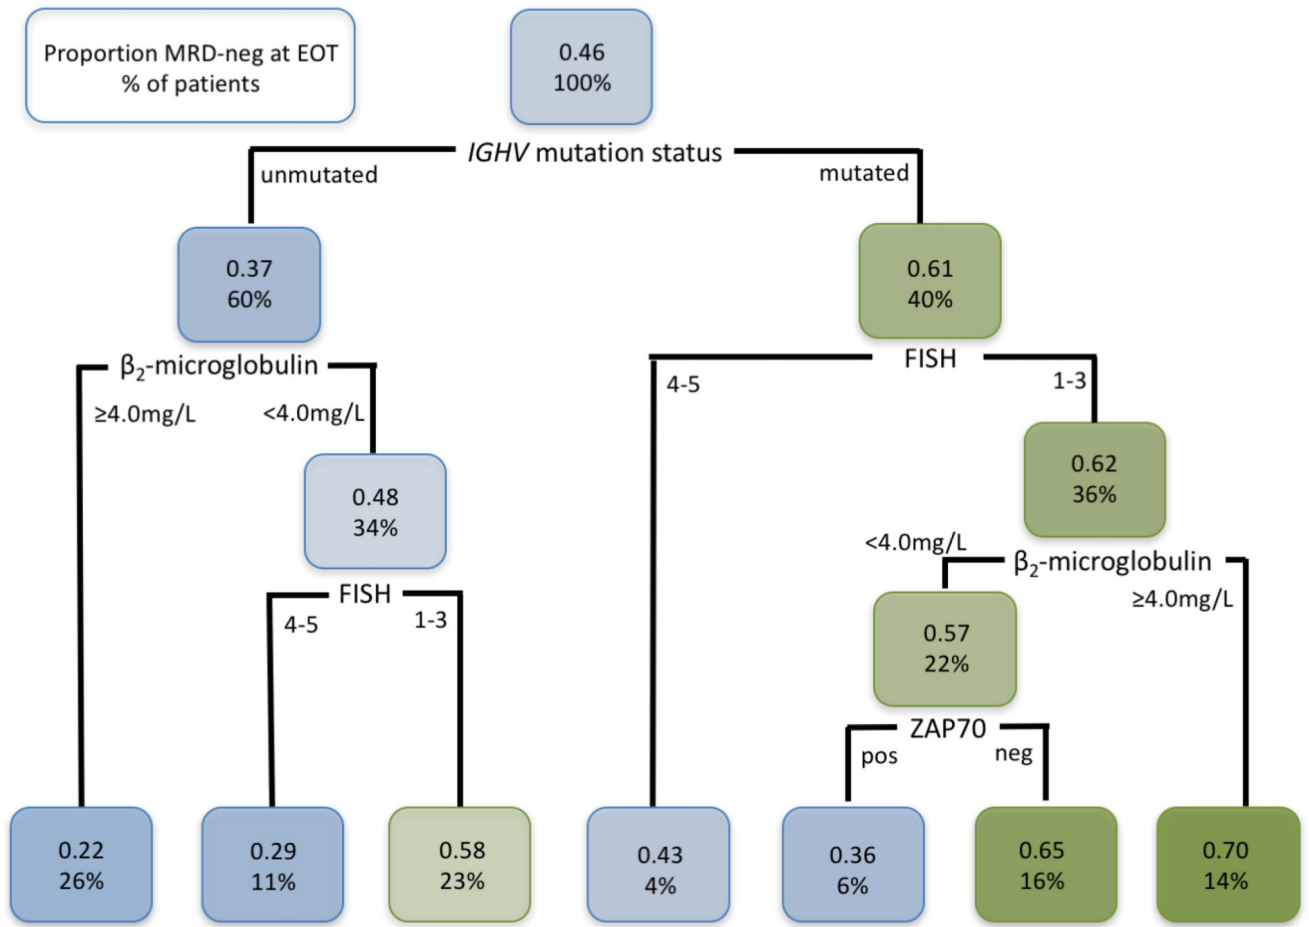 Proportion MRD-neg at EOT
% of patients
0.46
100%
IGHV mutation status
unmutated
mutated
0.37
60%
0.61
40%
β₂-microglobulin
≥4.0mg/L
<4.0mg/L
FISH
4-5
1-3
0.48
34%
0.62
36%
FISH
4-5
1-3
<4.0mg/L
β₂-microglobulin
≥4.0mg/L
0.57
22%
ZAP70
pos
neg
0.22
26%
0.29
11%
0.58
23%
0.43
4%
0.36
6%
0.65
16%
0.70
14%